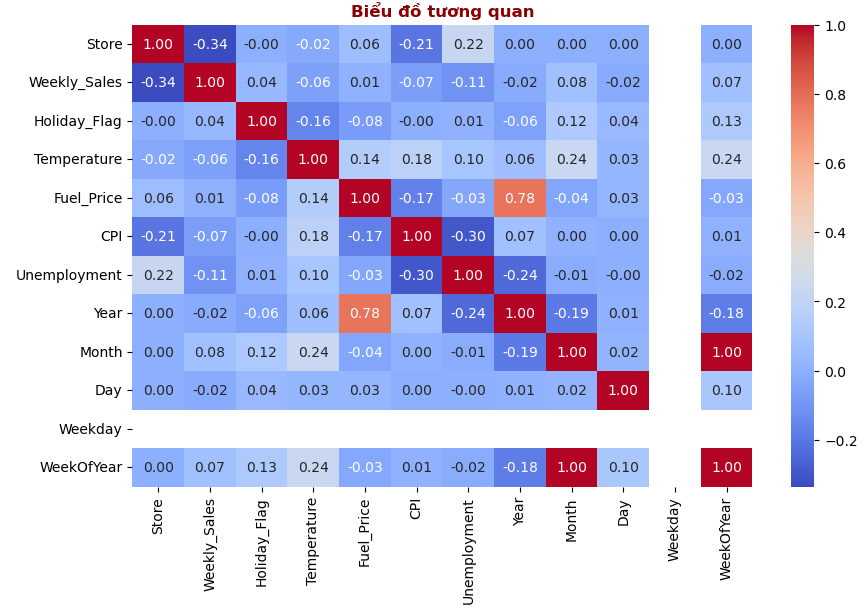 Biểu đồ tương quan
Store 1.00 -0.34 -0.00 -0.02 0.06 -0.21 0.22 0.00 0.00 0.00 0.00
Weekly_Sales -0.34 1.00 0.04 -0.06 0.01 -0.07 -0.11 -0.02 0.08 -0.02 0.07
Holiday_Flag -0.00 0.04 1.00 -0.16 -0.08 -0.00 0.01 -0.06 0.12 0.04 0.13
Temperature -0.02 -0.06 -0.16 1.00 0.14 0.18 0.10 0.06 0.24 0.03 0.24
Fuel_Price 0.06 0.01 -0.08 0.14 1.00 -0.17 -0.03 0.78 -0.04 0.03 -0.03
CPI -0.21 -0.07 -0.00 0.18 -0.17 1.00 -0.30 0.07 0.00 0.00 0.01
Unemployment 0.22 -0.11 0.01 0.10 -0.03 -0.30 1.00 -0.24 -0.01 -0.00 -0.02
Year 0.00 -0.02 -0.06 0.06 0.78 0.07 -0.24 1.00 -0.19 0.01 -0.18
Month 0.00 0.08 0.12 0.24 -0.04 0.00 -0.01 -0.19 1.00 0.02 1.00
Day 0.00 -0.02 0.04 0.03 0.03 0.00 -0.00 0.01 0.02 1.00 0.10
Weekday
WeekOfYear 0.00 0.07 0.13 0.24 -0.03 0.01 -0.02 -0.18 1.00 0.10 1.00
Store Weekly_Sales Holiday_Flag Temperature Fuel_Price CPI Unemployment Year Month Day Weekday WeekOfYear
1.0
0.8
0.6
0.4
0.2
0.0
−0.2